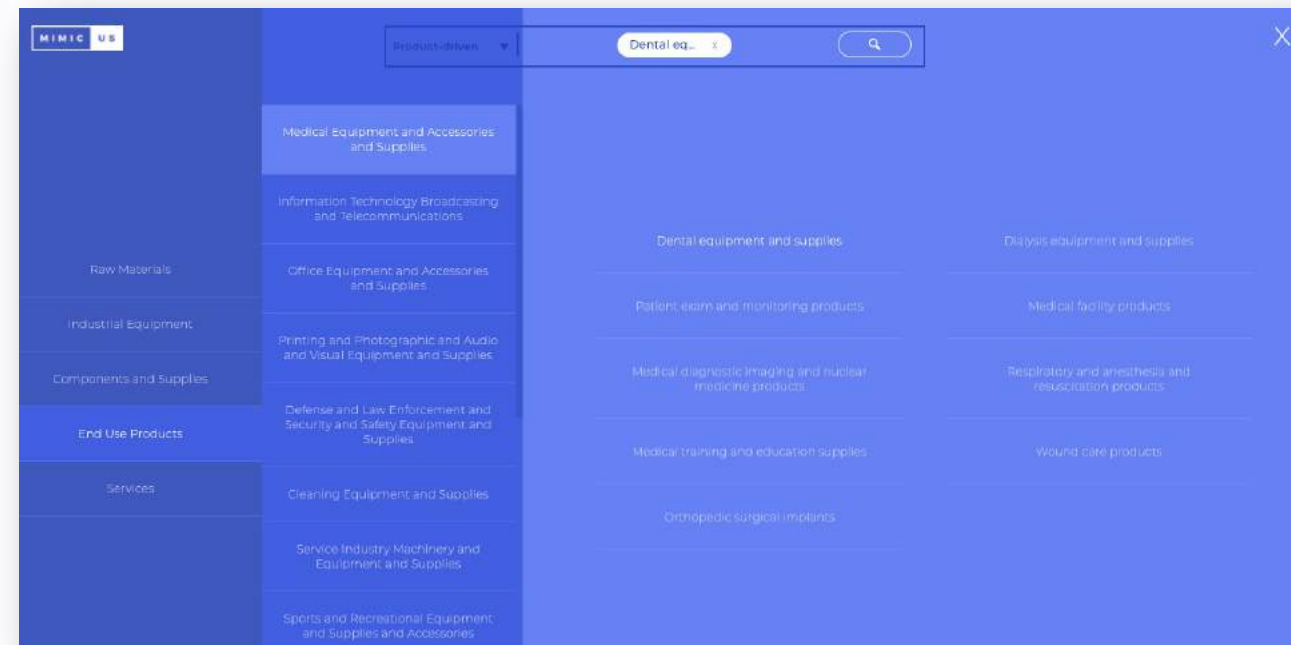 MIMIC US
Product-driven ▼
Dental eq... x
X
Raw Materials
Industrial Equipment
Components and Supplies
End Use Products
Services
Medical Equipment and Accessories
and Supplies
Information Technology Broadcasting
and Telecommunications
Office Equipment and Accessories
and Supplies
Printing and Photographic and Audio
and Visual Equipment and Supplies
Defense and Law Enforcement and
Security and Safety Equipment and
Supplies
Cleaning Equipment and Supplies
Service Industry Machinery and
Equipment and Supplies
Sports and Recreational Equipment
and Supplies and Accessories
Dental equipment and supplies
Patient exam and monitoring products
Medical diagnostic imaging and nuclear
medicine products
Medical training and education supplies
Orthopedic surgical implants
Dialysis equipment and supplies
Medical facility products
Respiratory and anesthesia and
resuscitation products
Wound care products